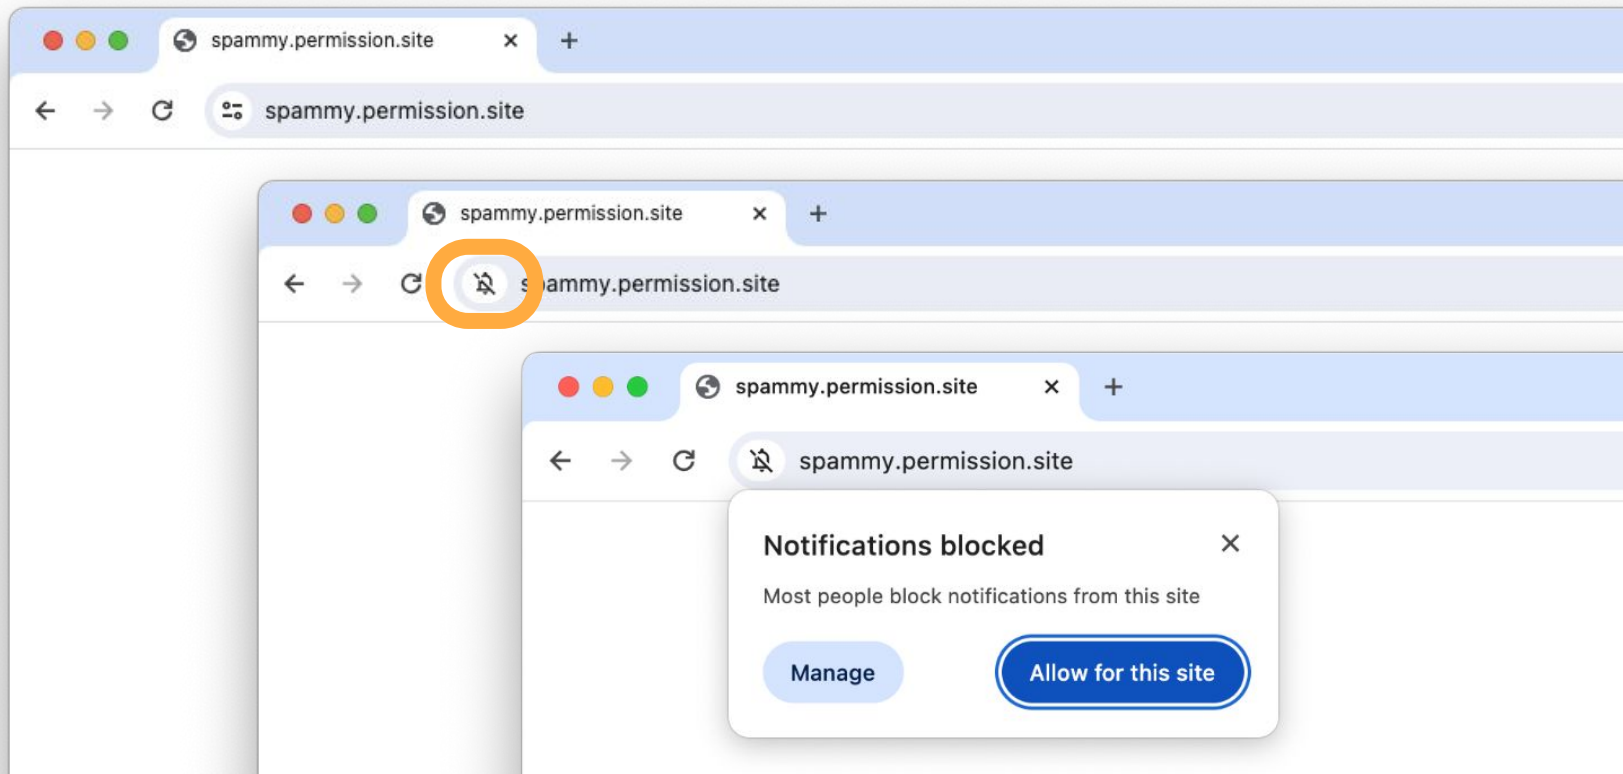 spammy.permission.site
spammy.permission.site
spammy.permission.site
spammy.permission.site
spammy.permission.site
spammy.permission.site
Notifications blocked
Most people block notifications from this site
Manage
Allow for this site